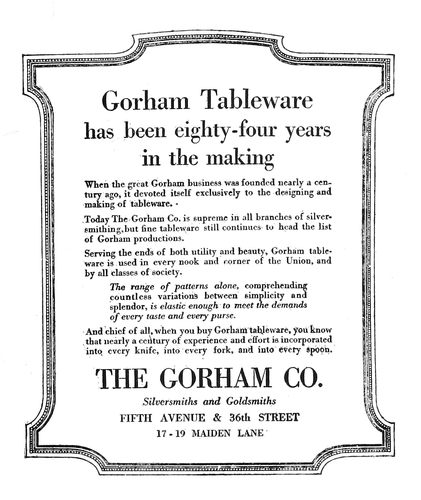 Gorham Tableware
has been eighty-four years
in the making
When the great Gorham business was founded nearly a cen-
tury ago, it devoted itself exclusively to the designing and
making of tableware.
Today The Gorham Co. is supreme in all branches of silver-
smithing, but fine tableware still continues to head the list
of Gorham productions.
Serving the ends of both utility and beauty, Gorham table-
ware is used in every nook and corner of the Union, and
by all classes of society.
The range of patterns alone, comprehending
countless variations between simplicity and
splendor, is elastic enough to meet the demands
of every taste and every purse.
And chief of all, when you buy Gorham tableware, you know
that nearly a century of experience and effort is incorporated
into every knife, into every fork, and into every spoon.
THE GORHAM CO.
Silversmiths and Goldsmiths
FIFTH AVENUE & 36th STREET
17-19 MAIDEN LANE